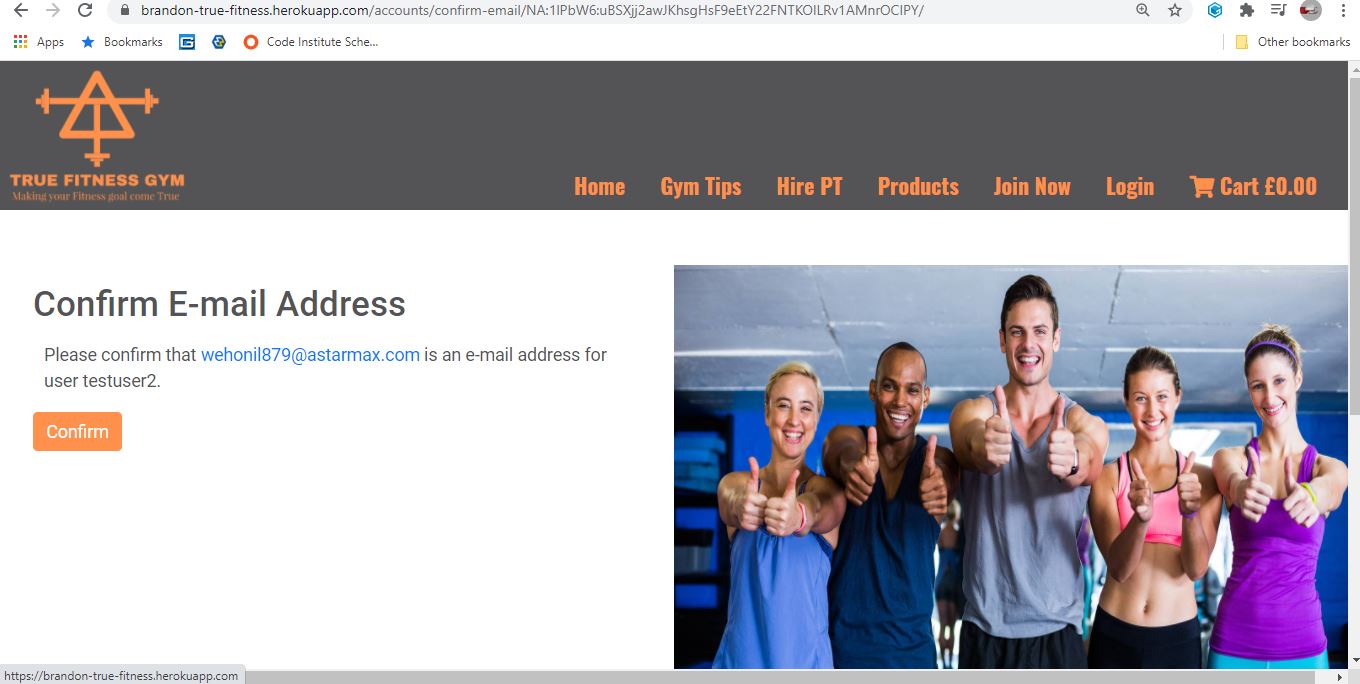 brandon-true-fitness.herokuapp.com/accounts/confirm-email/NA:1lPbW6:uBSXjj2awJKhsgHsF9eEtY22FNTKOlLRv1AMnrOClPY/
Apps Bookmarks Code Institute Sche... Other bookmarks
TRUE FITNESS GYM
Making your Fitness goal come True
Home Gym Tips Hire PT Products Join Now Login Cart £0.00
Confirm E-mail Address
Please confirm that wehonil879@astarmax.com is an e-mail address for
user testuser2.
Confirm
https://brandon-true-fitness.herokuapp.com